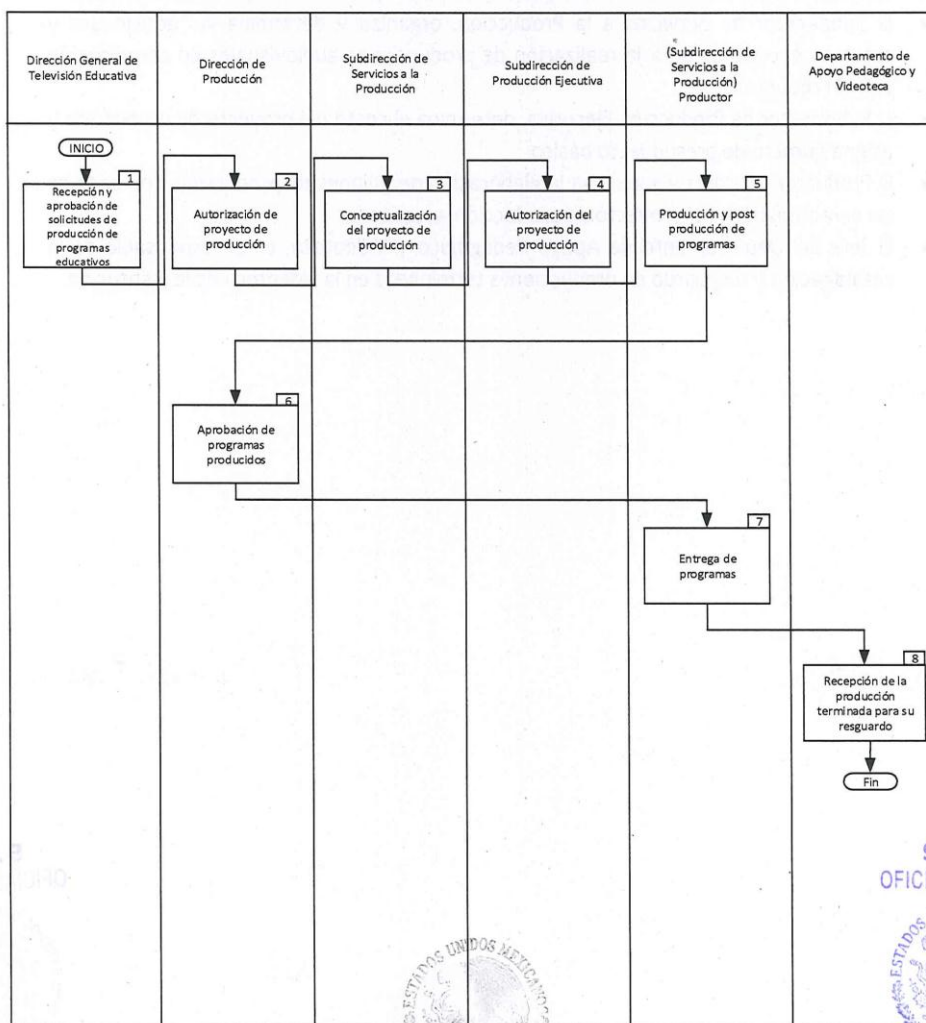 Dirección General de
Televisión Educativa
Dirección de
Producción
Subdirección de
Servicios a la
Producción
Subdirección de
Producción Ejecutiva
(Subdirección de
Servicios a la
Producción)
Productor
Departamento de
Apoyo Pedagógico y
Videoteca
INICIO
1
Recepción y
aprobación de
solicitudes de
producción de
programas
educativos
2
Autorización de
proyecto de
producción
3
Conceptualización
del proyecto de
producción
4
Autorización del
proyecto de
producción
5
Producción y post
producción de
programas
6
Aprobación de
programas
producidos
7
Entrega de
programas
8
Recepción de la
producción
terminada para su
resguardo
Fin
ESTADOS UNIDOS MEXICANOS
ESTADOS